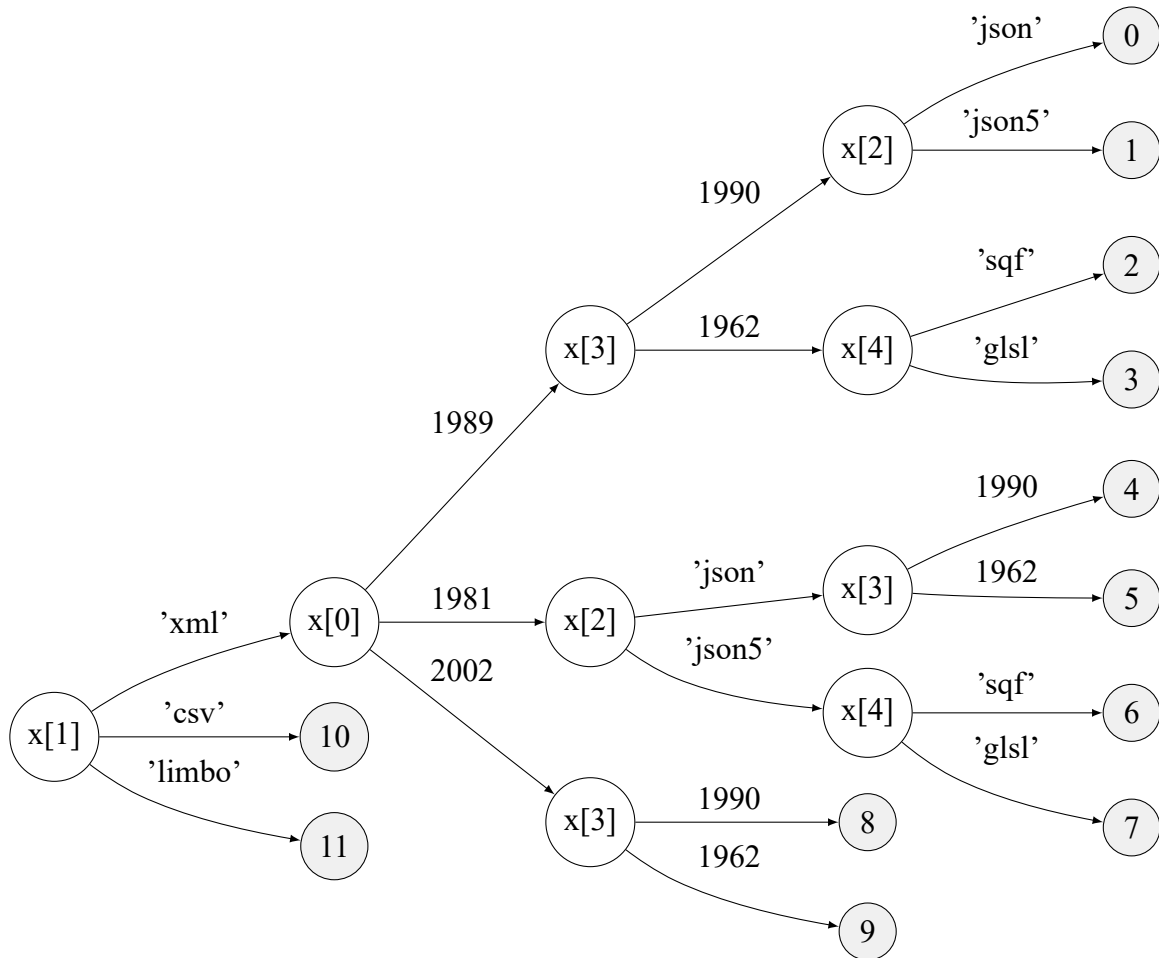 ’json’
0
x[2]
’json5’
1
1990
’sqf’
2
x[3]
1962
x[4]
’glsl’
3
1989
1990
4
’json’
x[3]
1962
5
’xml’
x[0]
1981
x[2]
’json5’
2002
’sqf’
x[4]
6
x[1]
’csv’
10
’glsl’
’limbo’
1990
x[3]
8
7
11
1962
9